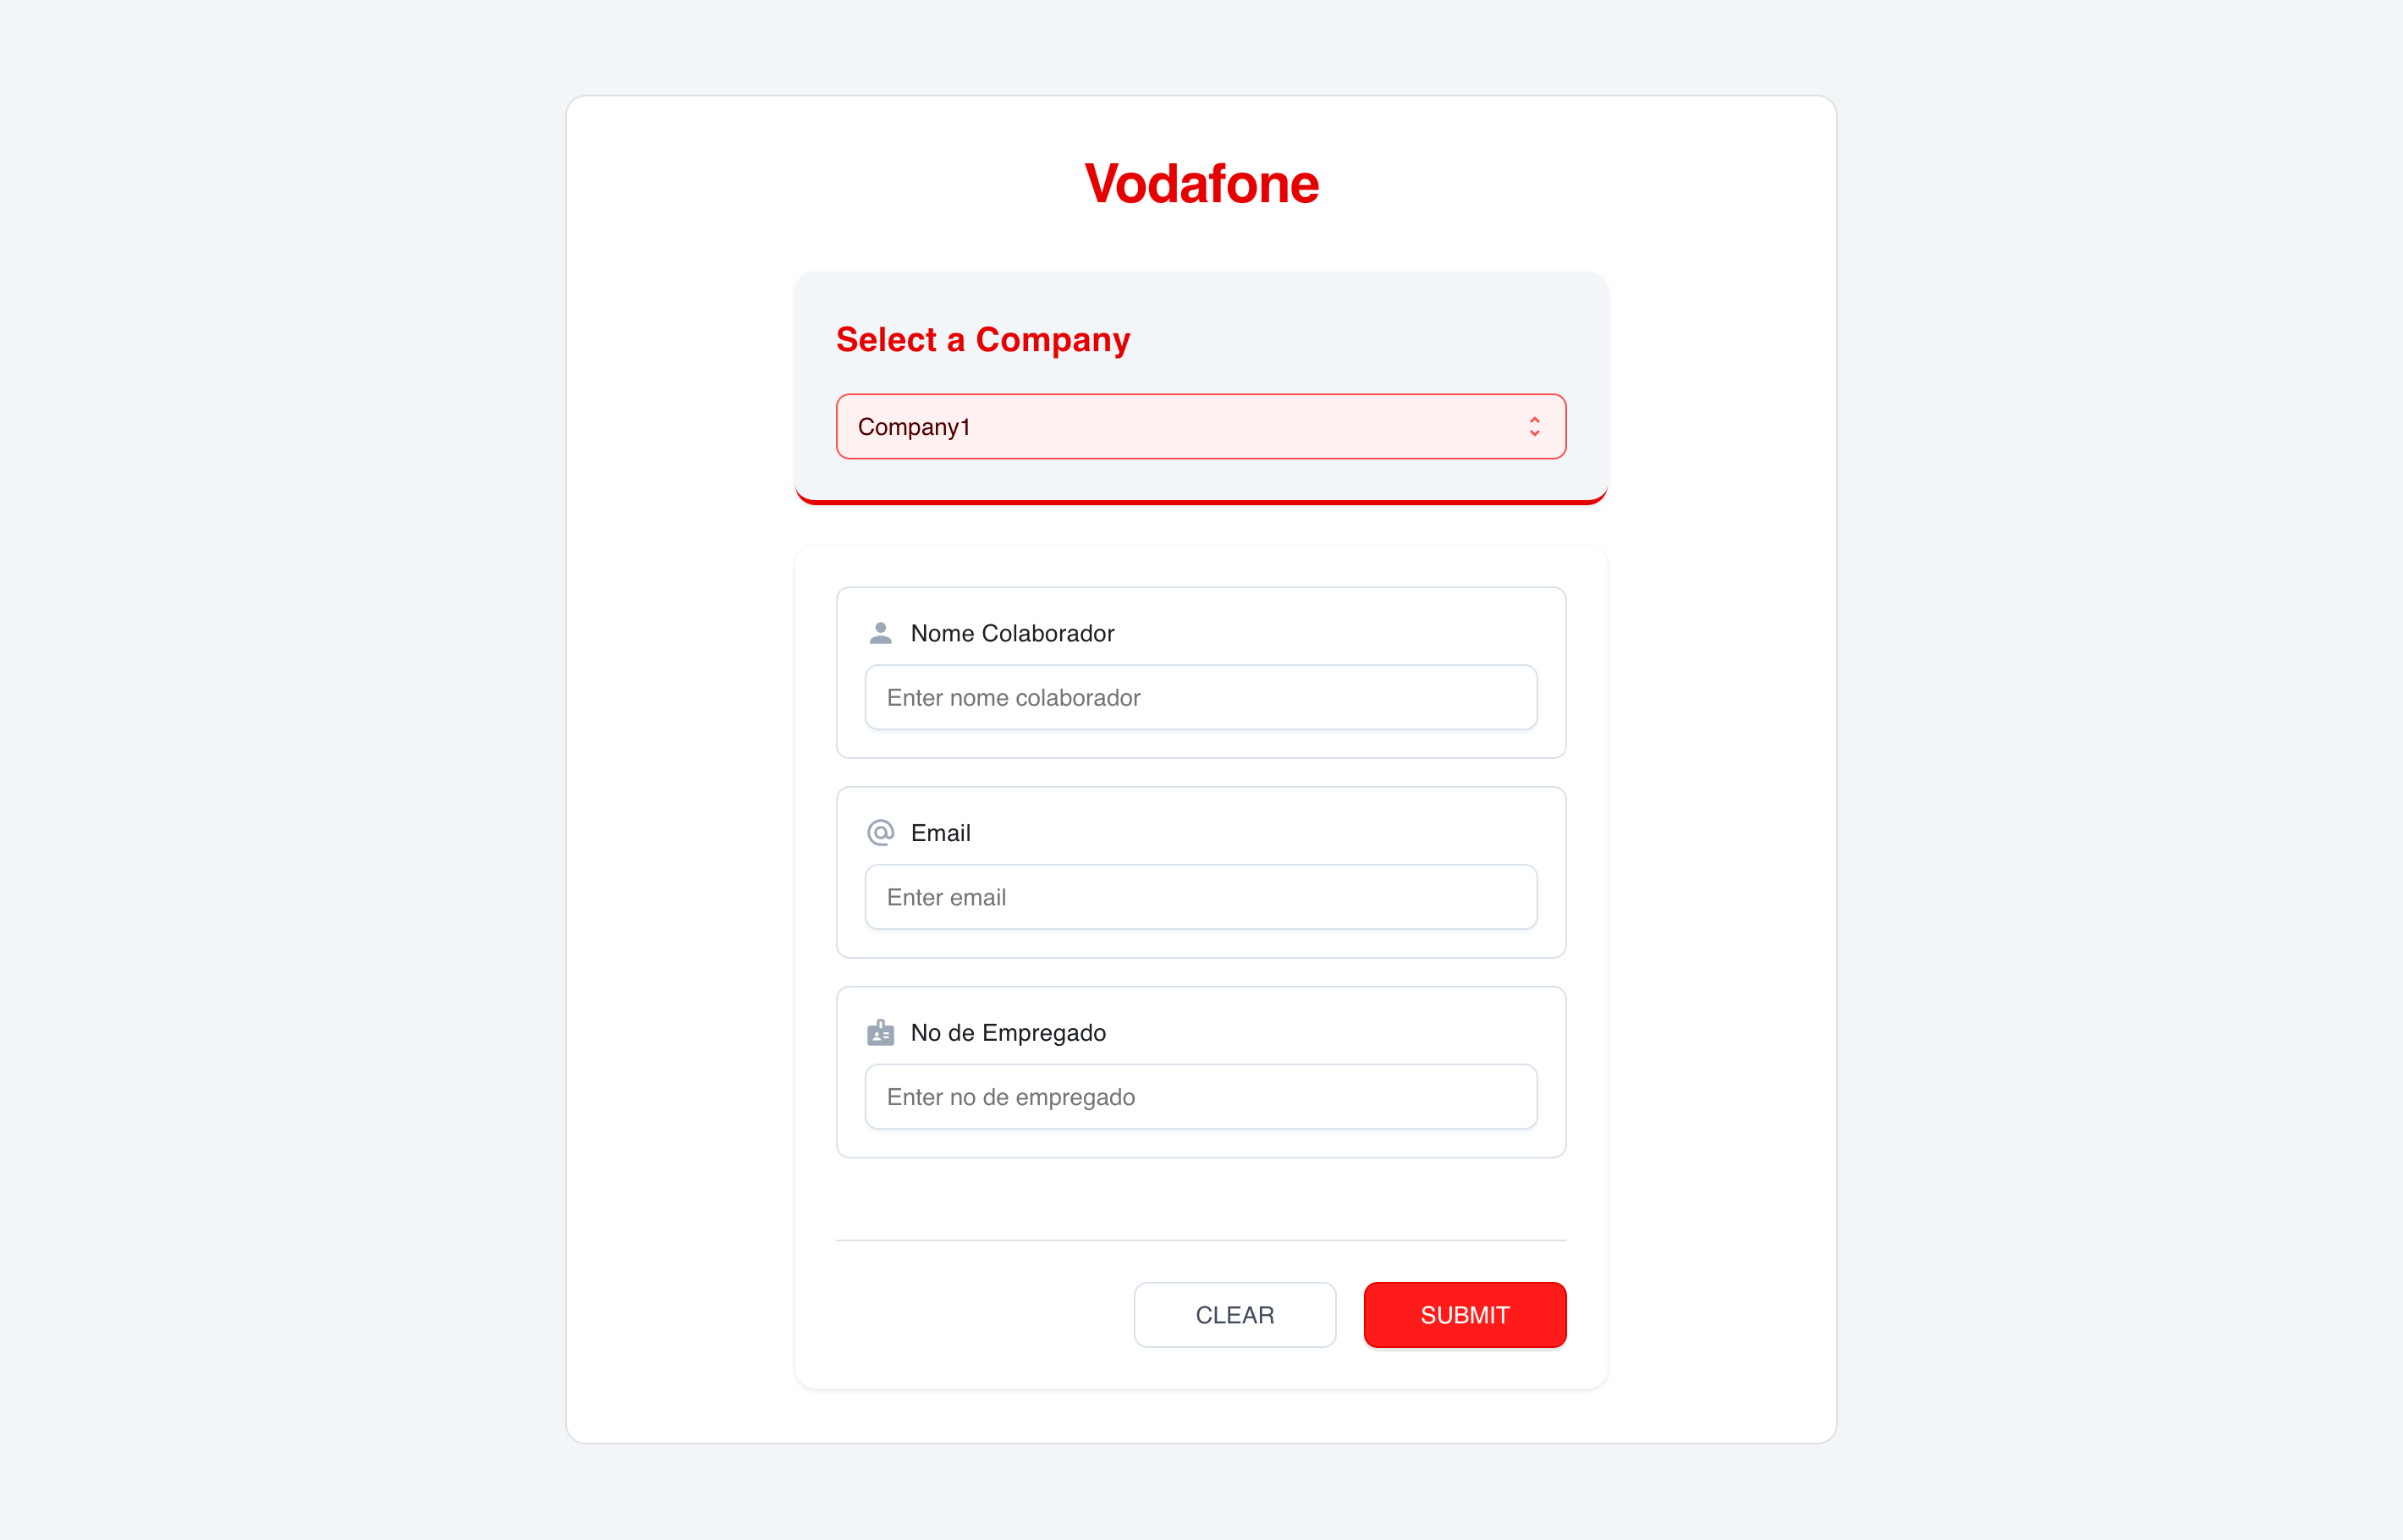 Vodafone
Select a Company
Company1
Nome Colaborador
Enter nome colaborador
Email
Enter email
No de Empregado
Enter no de empregado
CLEAR
SUBMIT